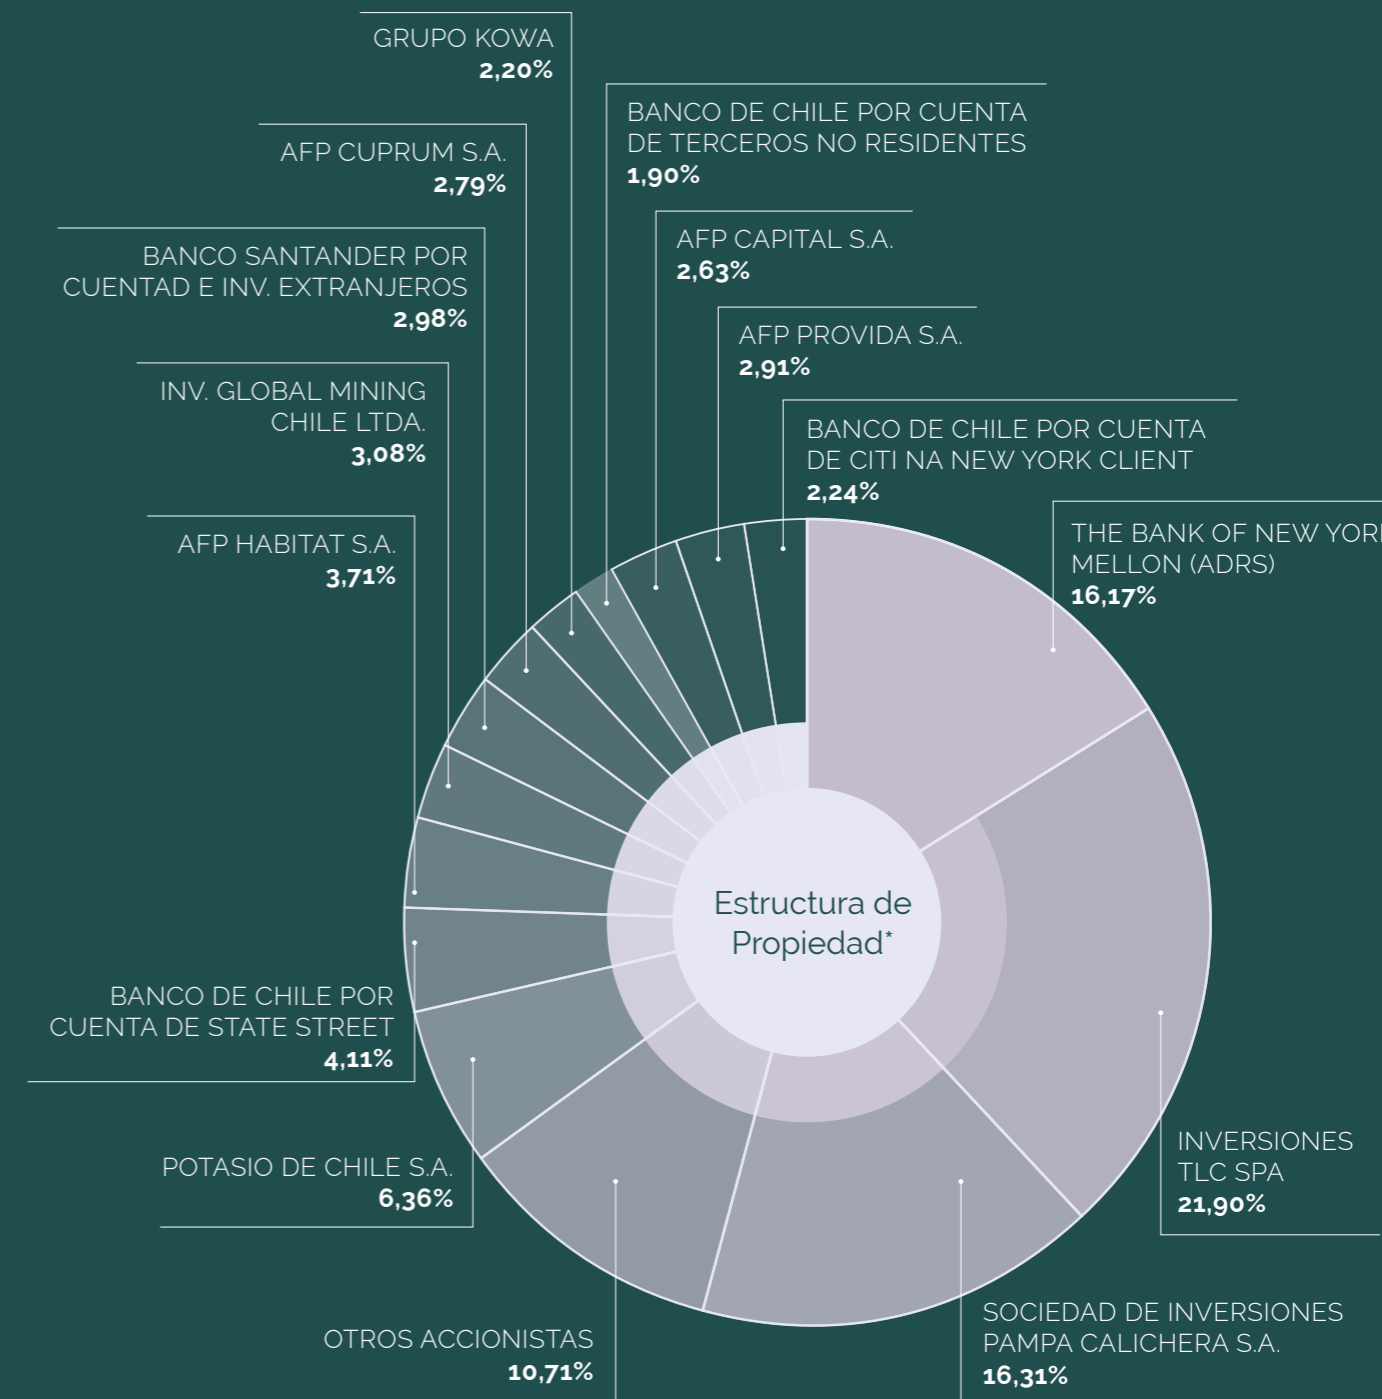 GRUPO KOWA
2,20%
BANCO DE CHILE POR CUENTA
DE TERCEROS NO RESIDENTES
1,90%
AFP CUPRUM S.A.
2,79%
AFP CAPITAL S.A.
2,63%
BANCO SANTANDER POR
CUENTAD E INV. EXTRANJEROS
2,98%
AFP PROVIDA S.A.
2,91%
INV. GLOBAL MINING
CHILE LTDA.
3,08%
BANCO DE CHILE POR CUENTA
DE CITI NA NEW YORK CLIENT
2,24%
AFP HABITAT S.A.
3,71%
THE BANK OF NEW YOR
MELLON (ADRS)
16,17%
Estructura de
Propiedad*
BANCO DE CHILE POR
CUENTA DE STATE STREET
4,11%
POTASIO DE CHILE S.A.
6,36%
INVERSIONES
TLC SPA
21,90%
OTROS ACCIONISTAS
10,71%
SOCIEDAD DE INVERSIONES
PAMPA CALICHERA S.A.
16,31%